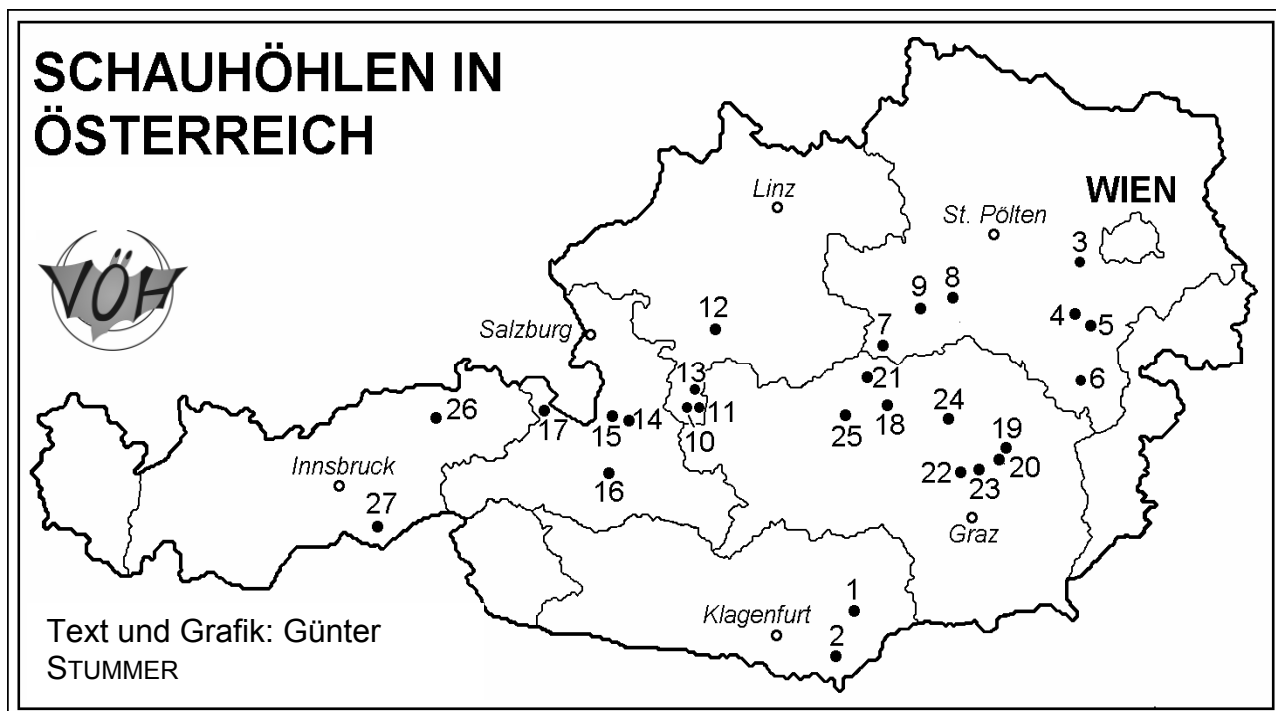 SCHAUHÖHLEN IN
ÖSTERREICH
VÖH
Linz
WIEN
St. Pölten
3
8
9
4
5
12
Salzburg
7
6
13
21
26
17
15
14
10
11
25
18
24
19
20
Innsbruck
16
22
23
27
Graz
1
Klagenfurt
2
Text und Grafik: Günter
STUMMER